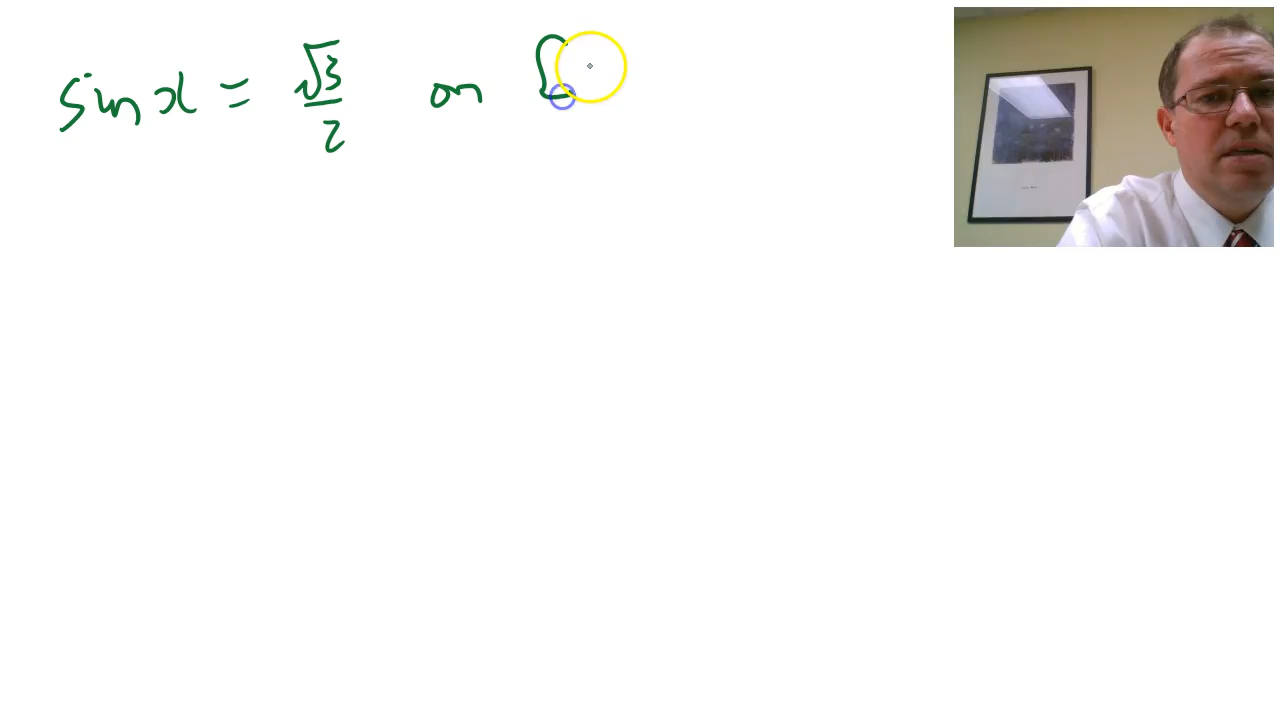 sin x = √3/2 on [